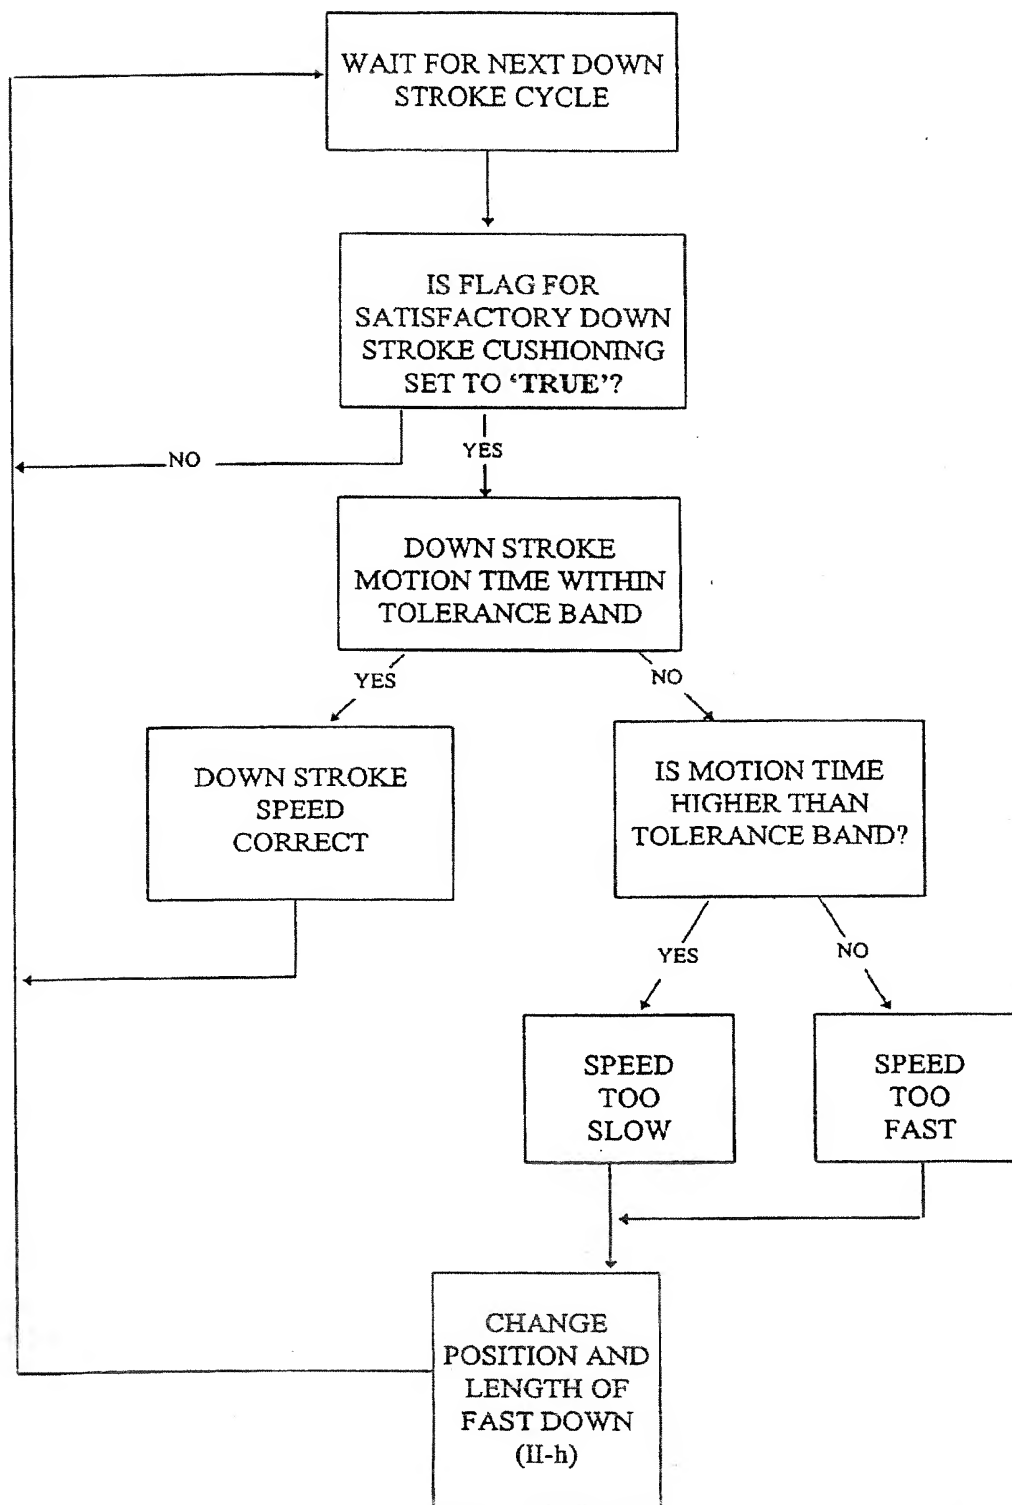 WAIT FOR NEXT DOWN
STROKE CYCLE
IS FLAG FOR
SATISFACTORY DOWN
STROKE CUSHIONING
SET TO ‘TRUE’?
NO
YES
DOWN STROKE
MOTION TIME WITHIN
TOLERANCE BAND
YES
NO
DOWN STROKE
SPEED
CORRECT
IS MOTION TIME
HIGHER THAN
TOLERANCE BAND?
YES
NO
SPEED
TOO
SLOW
SPEED
TOO
FAST
CHANGE
POSITION AND
LENGTH OF
FAST DOWN
(II-h)